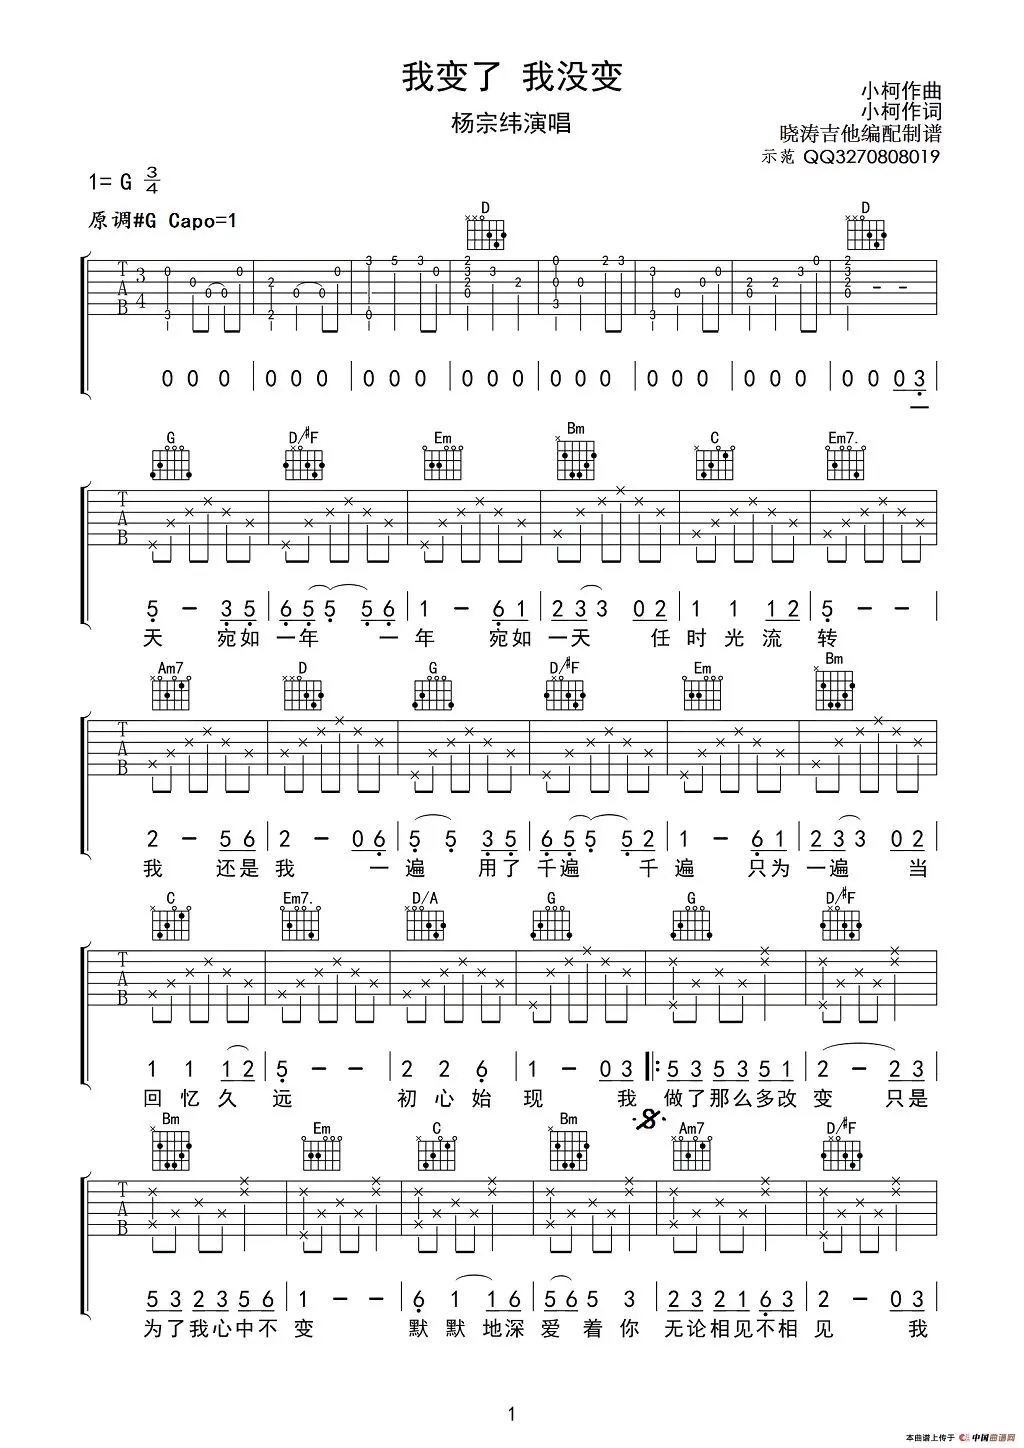 我变了 我没变
杨宗纬演唱
小柯作曲
小柯作词
晓涛吉他编配制谱
示范 QQ3270808019
1= G 3/4
原调#G Capo=1
D D
T A B 3 4
0 0 0 | 0 0 0 | 0 0 0 | 0 0 0 | 0 0 0 | 0 0 0 | 0 0 0 | 0 0 0 3 |
一
G D/#F Em Bm C Em7.
T A B
5 - 3 5 | 6 5 5 5 6 | 1 - 6 1 | 2 3 3 0 2 | 1 1 1 2 | 5 - - |
天 宛如 一年 一 年 宛如 一天 任 时 光 流 转
Am7 D G D/#F Em Bm
T A B
2 - 5 6 | 2 - 0 6 | 5 5 3 5 | 6 5 5 5 2 | 1 - 6 1 | 2 3 3 0 2 |
我 还是 我 一 遍 用了 千遍 千 遍 只为 一遍 当
C Em7. D/A G G D/#F
T A B
1 1 1 2 | 5 - - | 2 2 6 | 1 - 0 3 |: 5 3 5 3 5 1 | 2 - 2 3 |
回 忆 久 远 初 心 始 现 我 做了那么多改 变 只是
Bm Em C Bm Am7 D/#F
T A B
5 3 2 3 5 6 | 1 - - | 6 1 1 6 | 5 6 5 3 | 2 3 2 1 6 3 | 2 - 0 3 |
为了我心中不 变 默 默 地深 爱 着 你 无论相见不相 见 我
1
本曲谱上传于 中国曲谱网